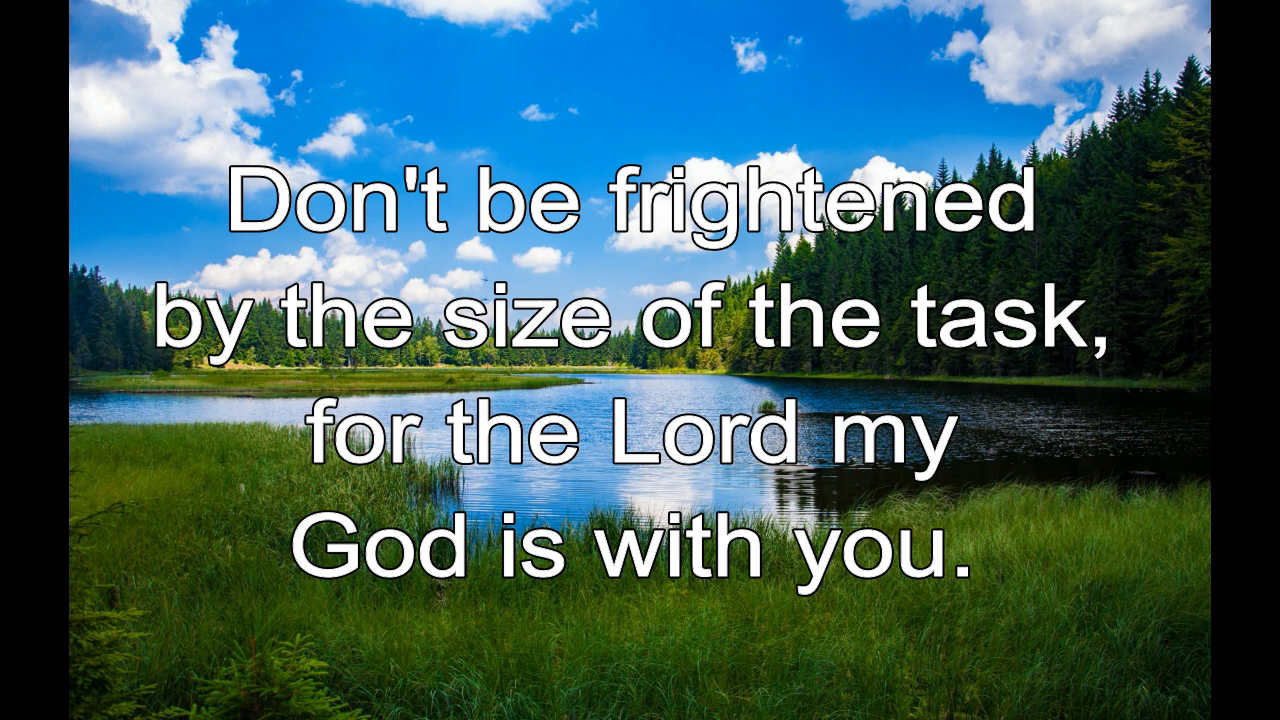 Don't be frightened
by the size of the task,
for the Lord my
God is with you.